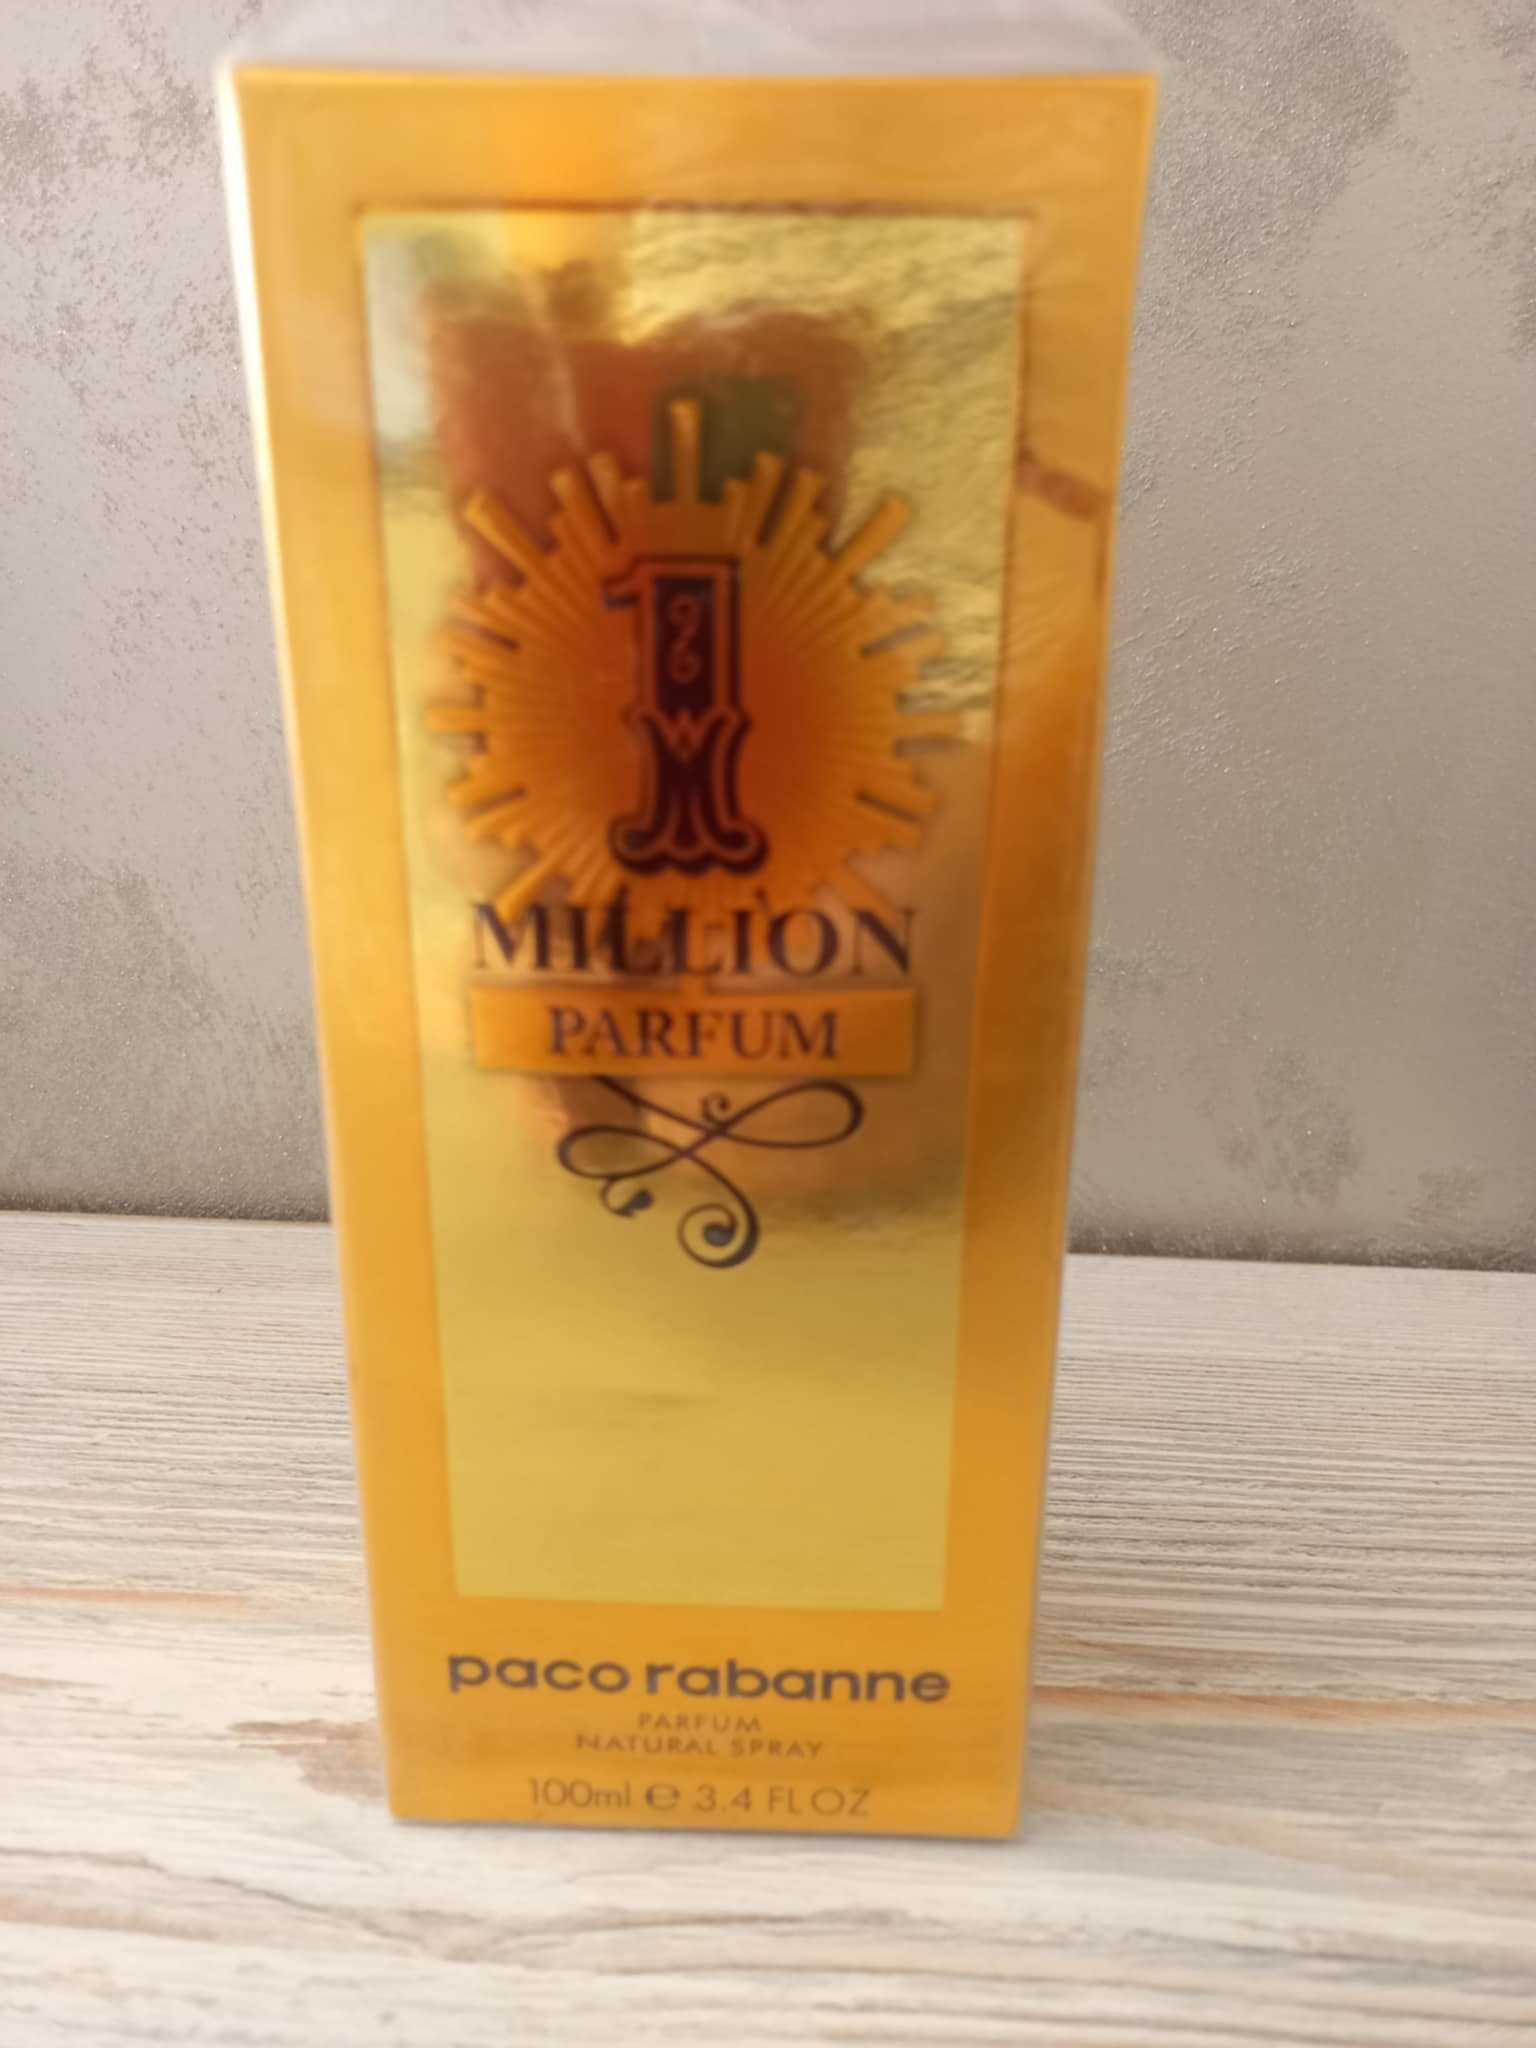 1
MILLION
PARFUM
paco rabanne
PARFUM
NATURAL SPRAY
100ml e 3.4 FL OZ